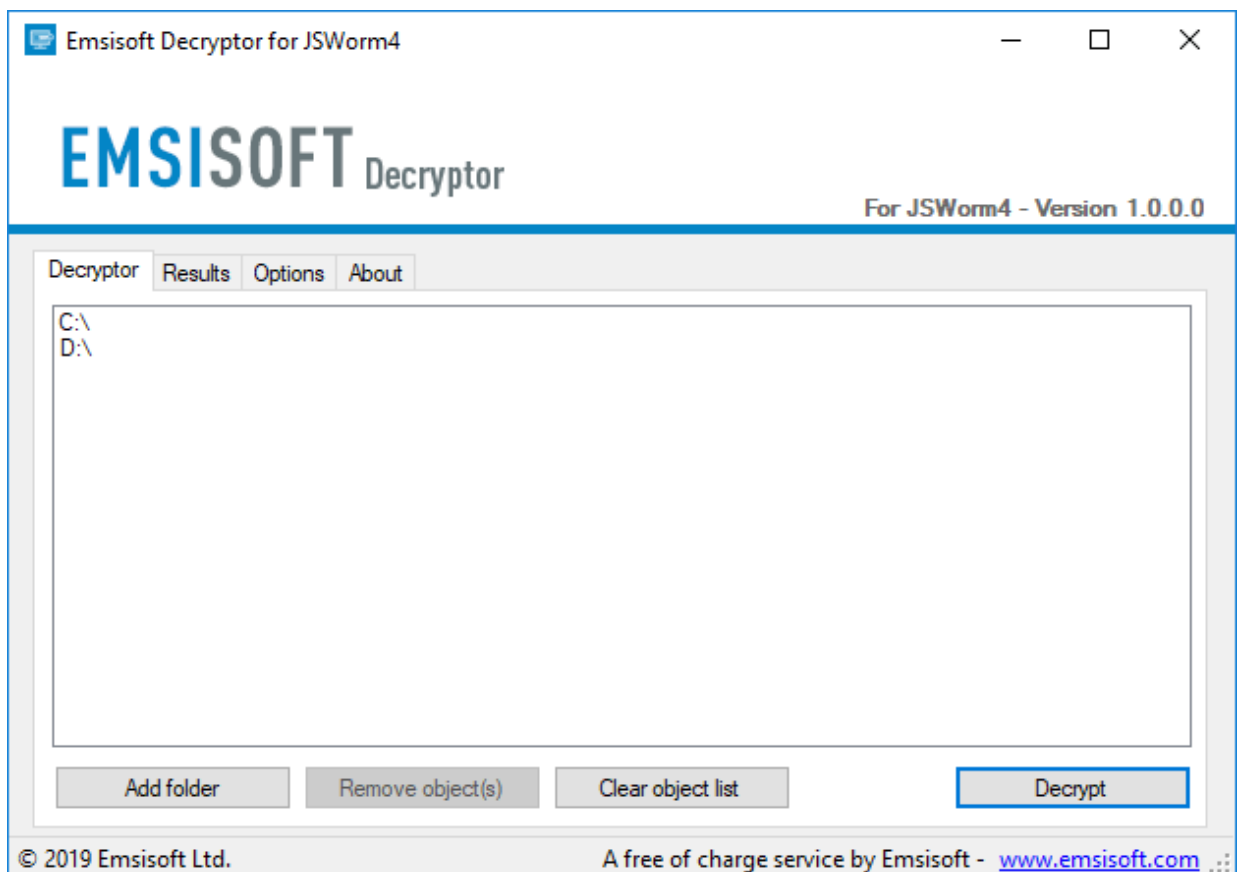 Emsisoft Decryptor for JSWorm4
EMSISOFT Decryptor
For JSWorm4 - Version 1.0.0.0
Decryptor Results Options About
C:\
D:\
Add folder Remove object(s) Clear object list Decrypt
© 2019 Emsisoft Ltd. A free of charge service by Emsisoft - www.emsisoft.com